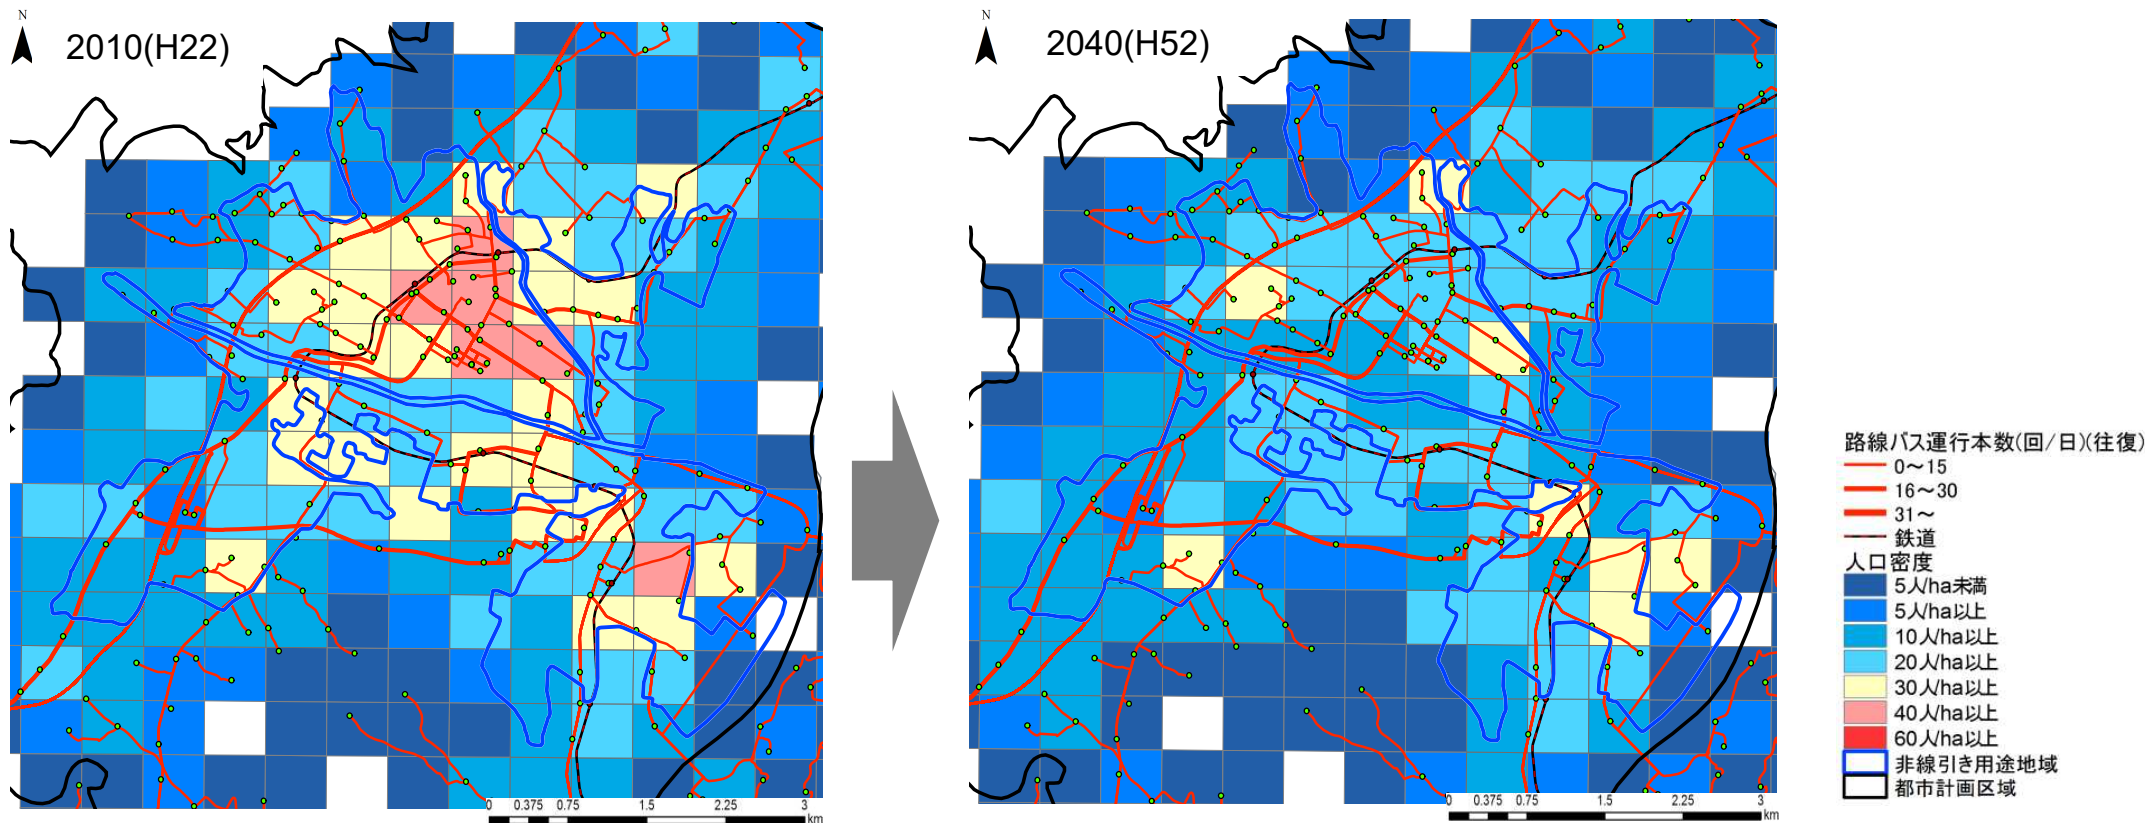 N
2010(H22)
0 0.375 0.75 1.5 2.25 3
km
N
2040(H52)
0 0.375 0.75 1.5 2.25 3
km
路線バス運行本数(回/日)(往復)
0～15
16～30
31～
鉄道
人口密度
5人/ha未満
5人/ha以上
10人/ha以上
20人/ha以上
30人/ha以上
40人/ha以上
60人/ha以上
非線引き用途地域
都市計画区域